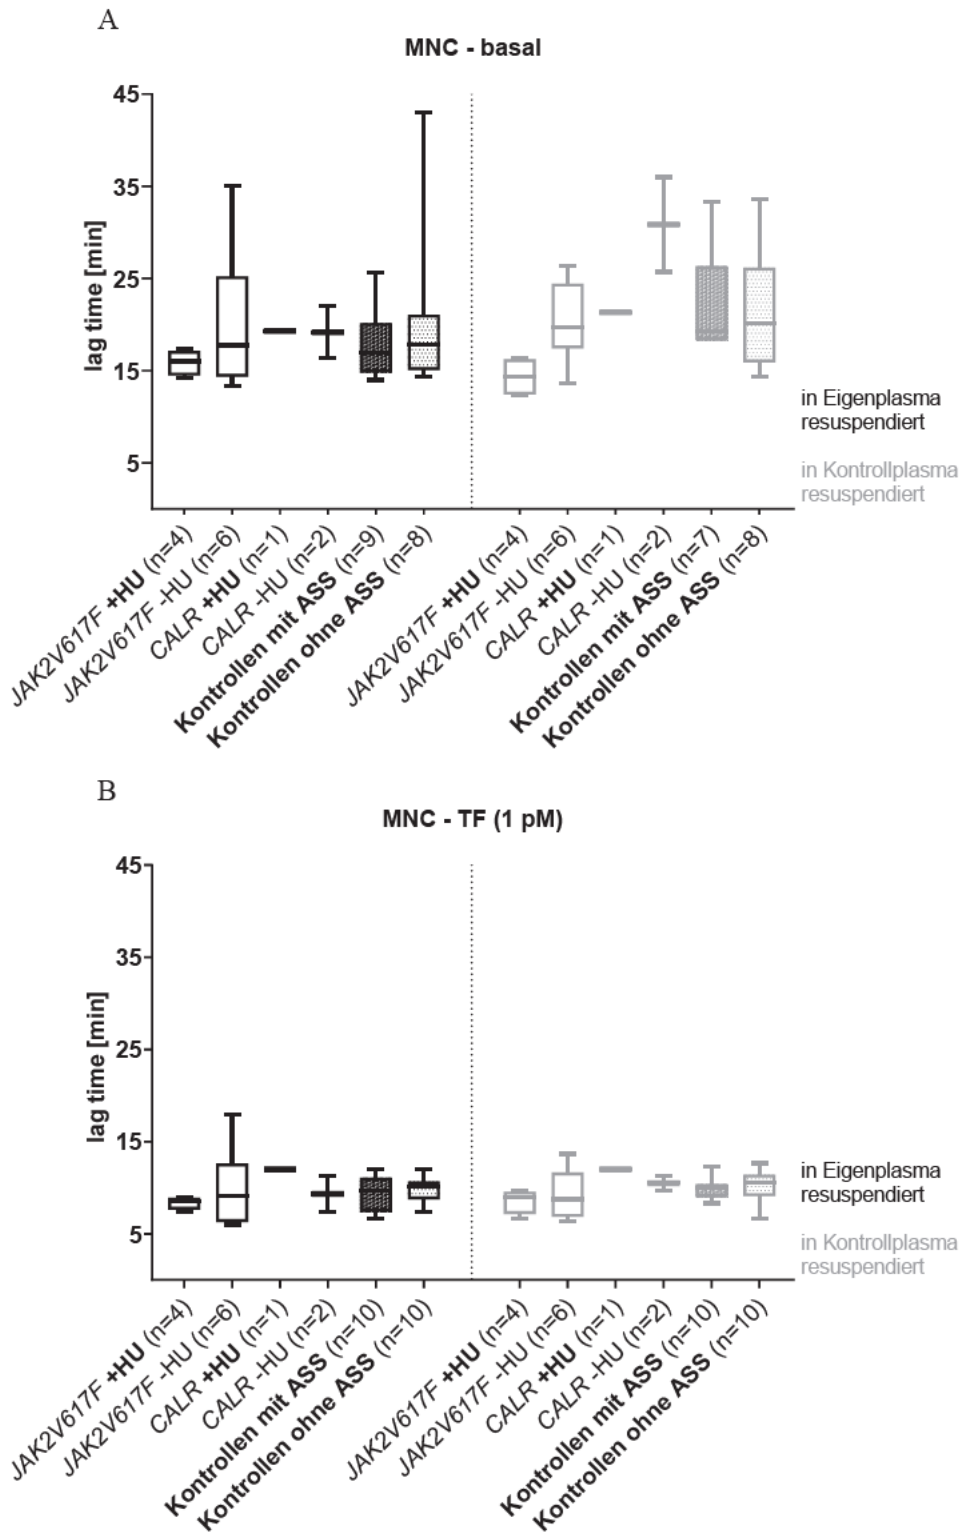 A
MNC - basal
45
35
25
15
5
lag time [min]
in Eigenplasma
resuspendiert
in Kontrollplasma
resuspendiert
JAK2V617F +HU (n=4)
JAK2V617F -HU (n=6)
CALR +HU (n=1)
CALR -HU (n=2)
Kontrollen mit ASS (n=9)
Kontrollen ohne ASS (n=8)
JAK2V617F +HU (n=4)
JAK2V617F -HU (n=6)
CALR +HU (n=1)
CALR -HU (n=2)
Kontrollen mit ASS (n=7)
Kontrollen ohne ASS (n=8)
B
MNC - TF (1 pM)
45
35
25
15
5
lag time [min]
in Eigenplasma
resuspendiert
in Kontrollplasma
resuspendiert
JAK2V617F +HU (n=4)
JAK2V617F -HU (n=6)
CALR +HU (n=1)
CALR -HU (n=2)
Kontrollen mit ASS (n=10)
Kontrollen ohne ASS (n=10)
JAK2V617F +HU (n=4)
JAK2V617F -HU (n=6)
CALR +HU (n=1)
CALR -HU (n=2)
Kontrollen mit ASS (n=10)
Kontrollen ohne ASS (n=10)